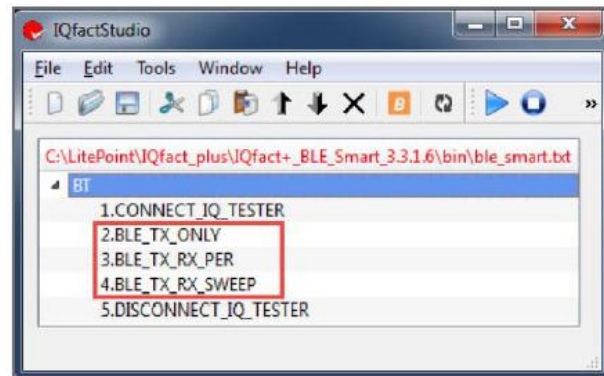 IQfactStudio
File Edit Tools Window Help
B »
C:\LitePoint\IQfact_plus\IQfact+_BLE_Smart_3.3.1.6\bin\ble_smart.txt
BT
1.CONNECT_IQ_TESTER
2.BLE_TX_ONLY
3.BLE_TX_RX_PER
4.BLE_TX_RX_SWEEP
5.DISCONNECT_IQ_TESTER